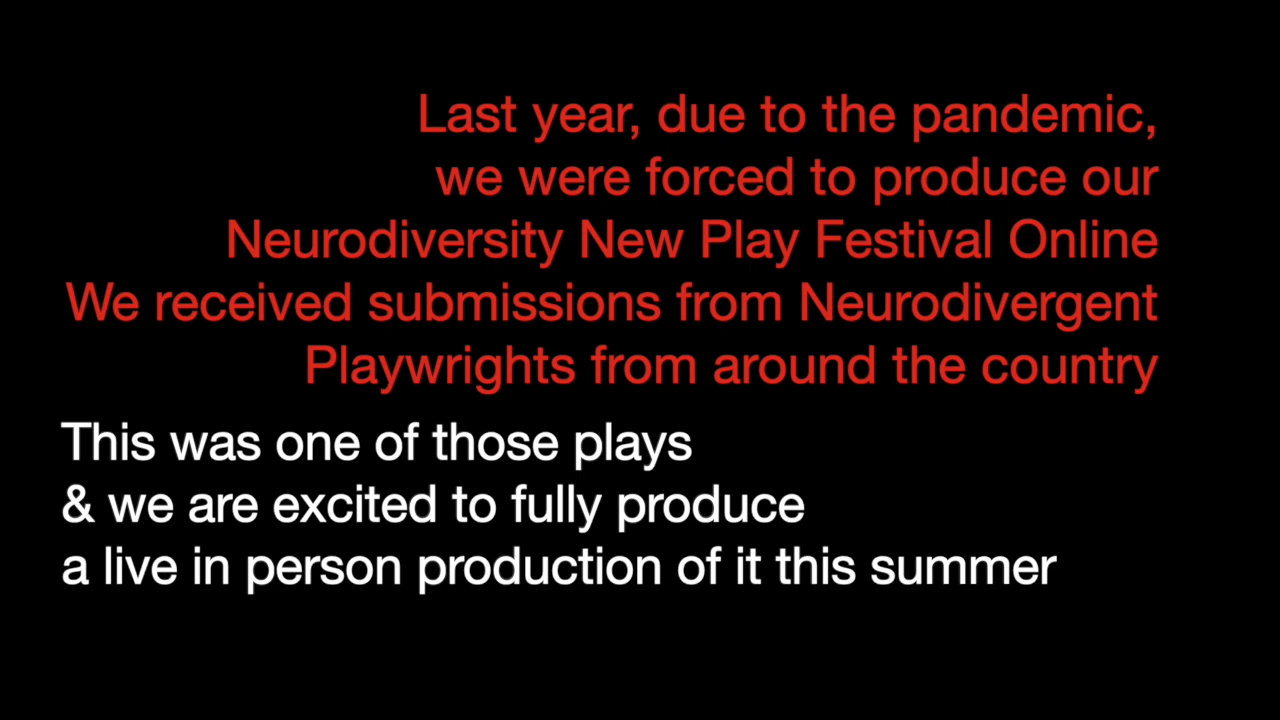 Last year, due to the pandemic,
we were forced to produce our
Neurodiversity New Play Festival Online
We received submissions from Neurodivergent
Playwrights from around the country
This was one of those plays
& we are excited to fully produce
a live in person production of it this summer